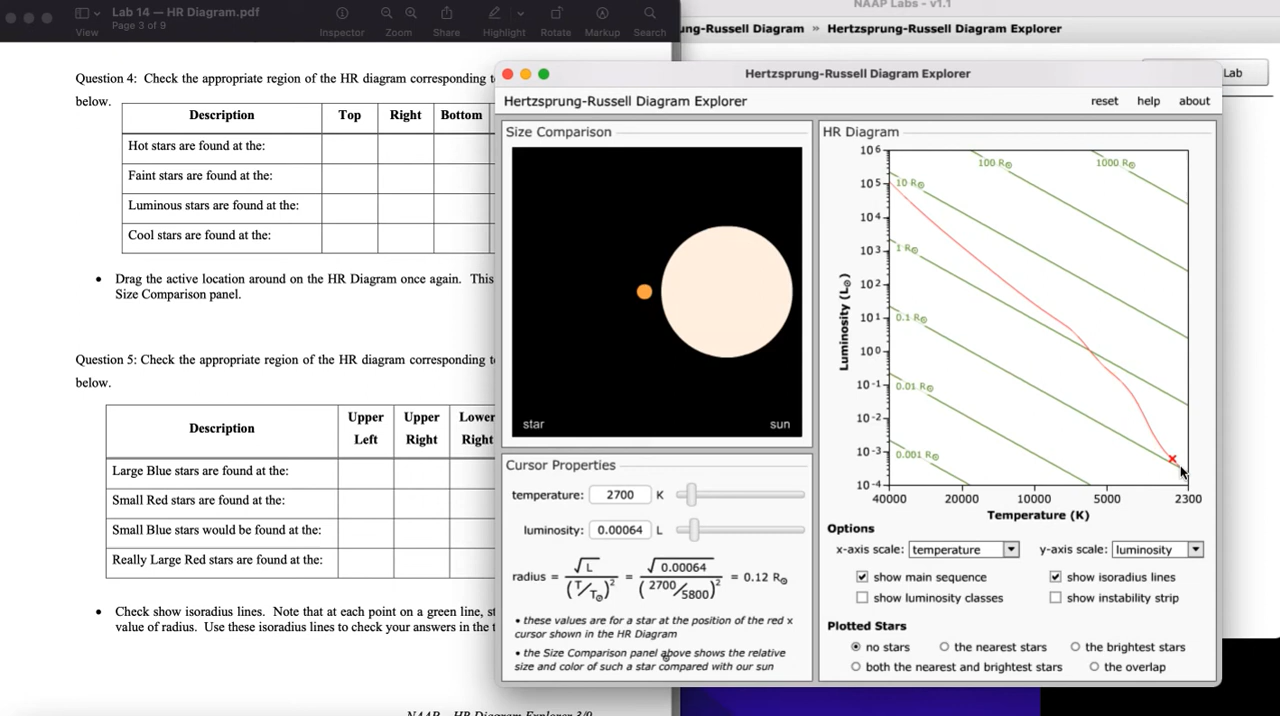 Lab 14 — HR Diagram.pdf
Page 3 of 9
View
Inspector
Zoom
Share
Highlight
Rotate
Markup
Search
NAAP Labs - v1.1
ung-Russell Diagram » Hertzsprung-Russell Diagram Explorer
Lab
Question 4: Check the appropriate region of the HR diagram corresponding t
below.
Description Top Right Bottom
Hot stars are found at the:
Faint stars are found at the:
Luminous stars are found at the:
Cool stars are found at the:
• Drag the active location around on the HR Diagram once again. This
Size Comparison panel.
Question 5: Check the appropriate region of the HR diagram corresponding t
below.
Description Upper Left Upper Right Lower Right
Large Blue stars are found at the:
Small Red stars are found at the:
Small Blue stars would be found at the:
Really Large Red stars are found at the:
• Check show isoradius lines. Note that at each point on a green line, st
value of radius. Use these isoradius lines to check your answers in the t
NAAP – HR Diagram Explorer 3/9
Hertzsprung-Russell Diagram Explorer
Hertzsprung-Russell Diagram Explorer reset help about
Size Comparison
star sun
Cursor Properties
temperature: 2700 K
luminosity: 0.00064 L
radius = √L / (T/T☉)² = √0.00064 / (2700/5800)² = 0.12 R☉
• these values are for a star at the position of the red x
cursor shown in the HR Diagram
• the Size Comparison panel above shows the relative
size and color of such a star compared with our sun
HR Diagram
Luminosity (L☉)
10⁶
10⁵
10⁴
10³
10²
10¹
10⁰
10⁻¹
10⁻²
10⁻³
10⁻⁴
100 R☉
1000 R☉
10 R☉
1 R☉
0.1 R☉
0.01 R☉
0.001 R☉
40000 20000 10000 5000 2300
Temperature (K)
Options
x-axis scale: temperature y-axis scale: luminosity
show main sequence show isoradius lines
show luminosity classes show instability strip
Plotted Stars
no stars the nearest stars the brightest stars
both the nearest and brightest stars the overlap